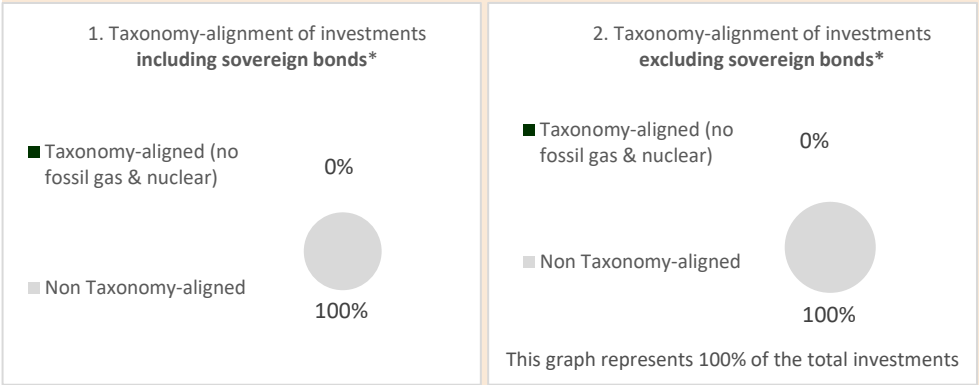 1. Taxonomy-alignment of investments
including sovereign bonds*
Taxonomy-aligned (no
fossil gas & nuclear)
0%
Non Taxonomy-aligned
100%
2. Taxonomy-alignment of investments
excluding sovereign bonds*
Taxonomy-aligned (no
fossil gas & nuclear)
0%
Non Taxonomy-aligned
100%
This graph represents 100% of the total investments